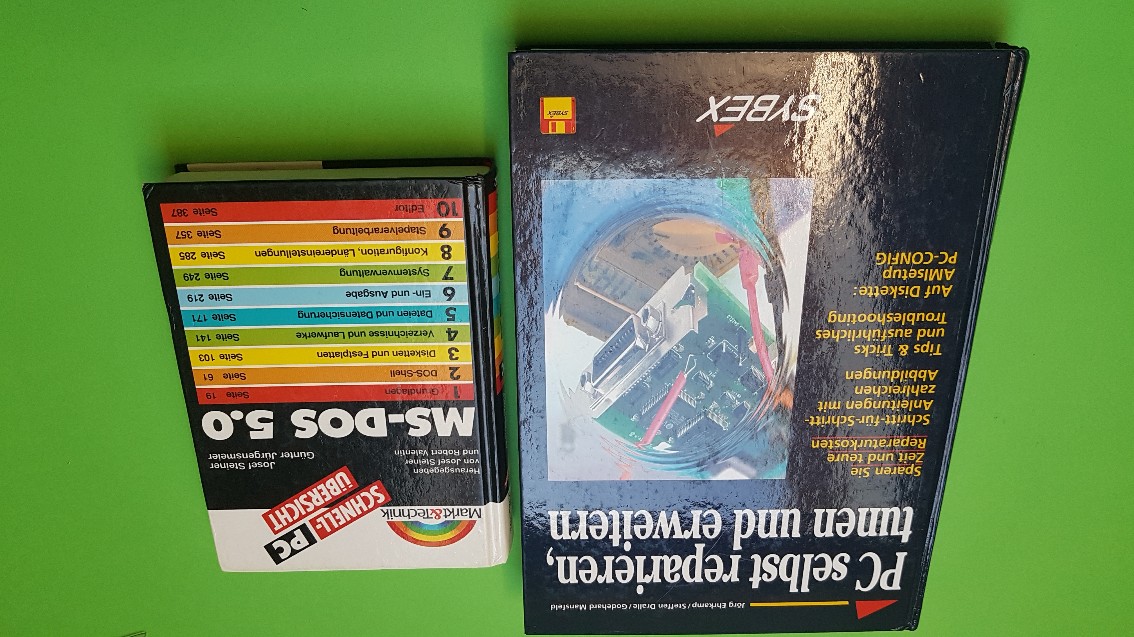 Markt&Technik
SCHNELL-
ÜBERSICHT
PC
Herausgegeben
von Josef Steiner
und Robert Valentin
Josef Steiner
Günter Jürgensmeier
MS-DOS 5.0
1 Grundlagen Seite 19
2 DOS-Shell Seite 61
3 Disketten und Festplatten Seite 103
4 Verzeichnisse und Laufwerke Seite 141
5 Dateien und Datensicherung Seite 171
6 Ein- und Ausgabe Seite 219
7 Systemverwaltung Seite 249
8 Konfiguration, Ländereinstellungen Seite 285
9 Stapelverarbeitung Seite 357
10 Editor Seite 387
Jörg Ehrkamp/Steffen Dralle/Godehard Mansfeld
PC selbst reparieren,
tunen und erweitern
Sparen Sie
Zeit und teure
Reparaturkosten
Schritt-für-Schritt-
Anleitungen mit
zahlreichen
Abbildungen
Tips & Tricks
und ausführliches
Troubleshooting
Auf Diskette:
AMIsetup
PC-CONFIG
SYBEX
SYBEX